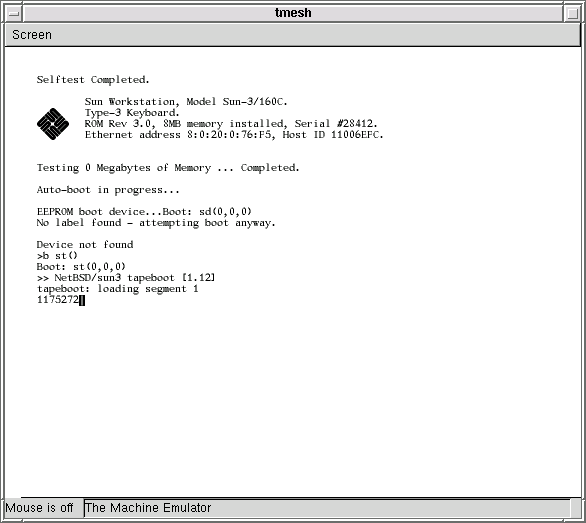 tmesh
Screen
Selftest Completed.
Sun Workstation, Model Sun-3/160C.
Type-3 Keyboard.
ROM Rev 3.0, 8MB memory installed, Serial #28412.
Ethernet address 8:0:20:0:76:F5, Host ID 11006EFC.
Testing 0 Megabytes of Memory ... Completed.
Auto-boot in progress...
EEPROM boot device...Boot: sd(0,0,0)
No label found - attempting boot anyway.
Device not found
>b st()
Boot: st(0,0,0)
>> NetBSD/sun3 tapeboot [1.12]
tapeboot: loading segment 1
1175272
Mouse is off
The Machine Emulator